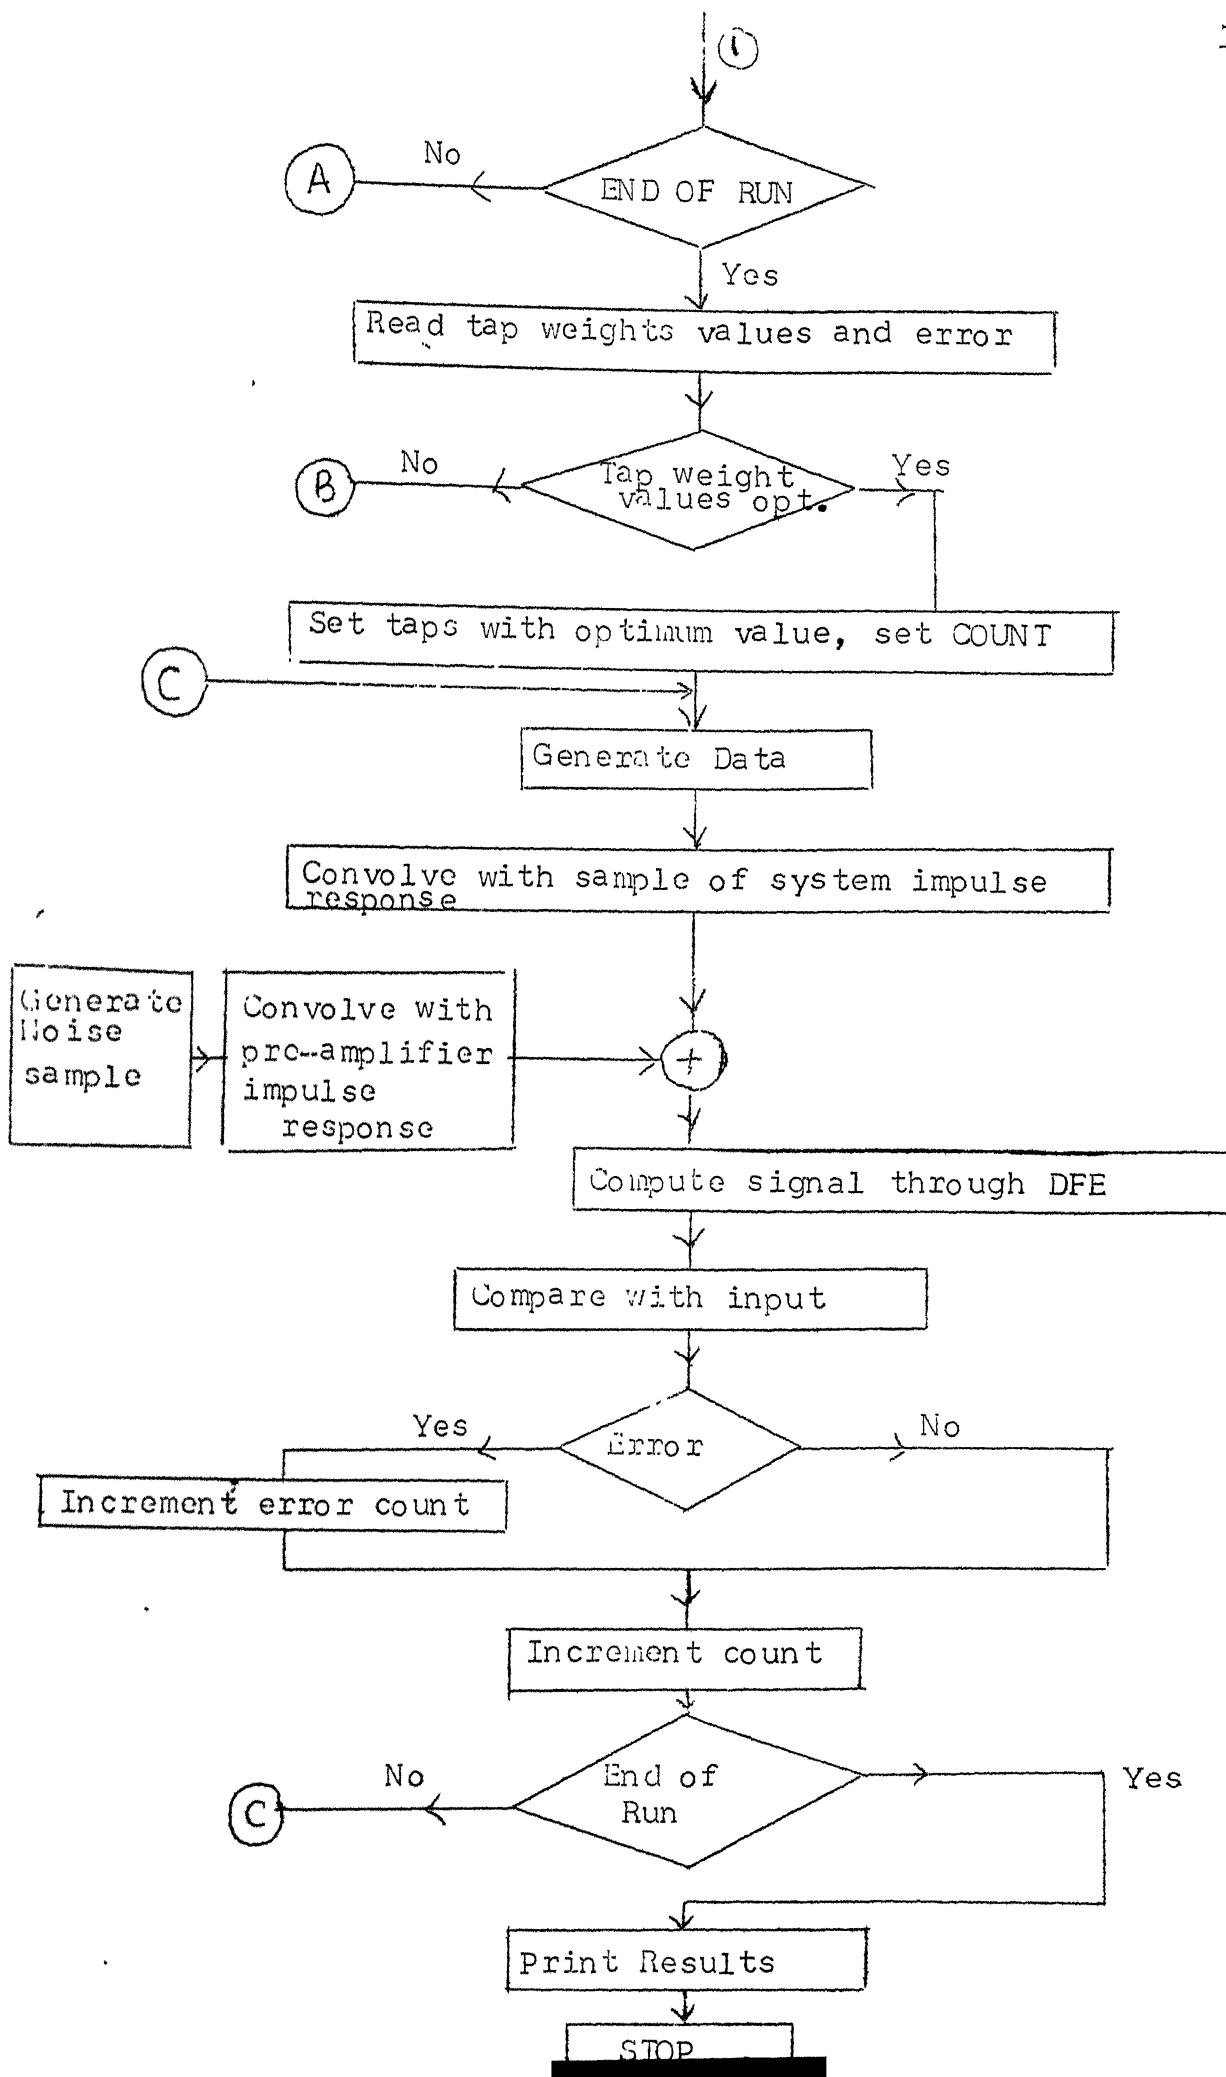 1
No
A
END OF RUN
Yes
Read tap weights values and error
No
B
Tap weight
values opt.
Yes
Set taps with optimum value, set COUNT
C
Generate Data
Convolve with sample of system impulse
response
Generate
Noise
sample
Convolve with
pre-amplifier
impulse
response
+
Compute signal through DFE
Compare with input
Yes
Error
No
Increment error count
Increment count
No
C
End of
Run
Yes
Print Results
STOP